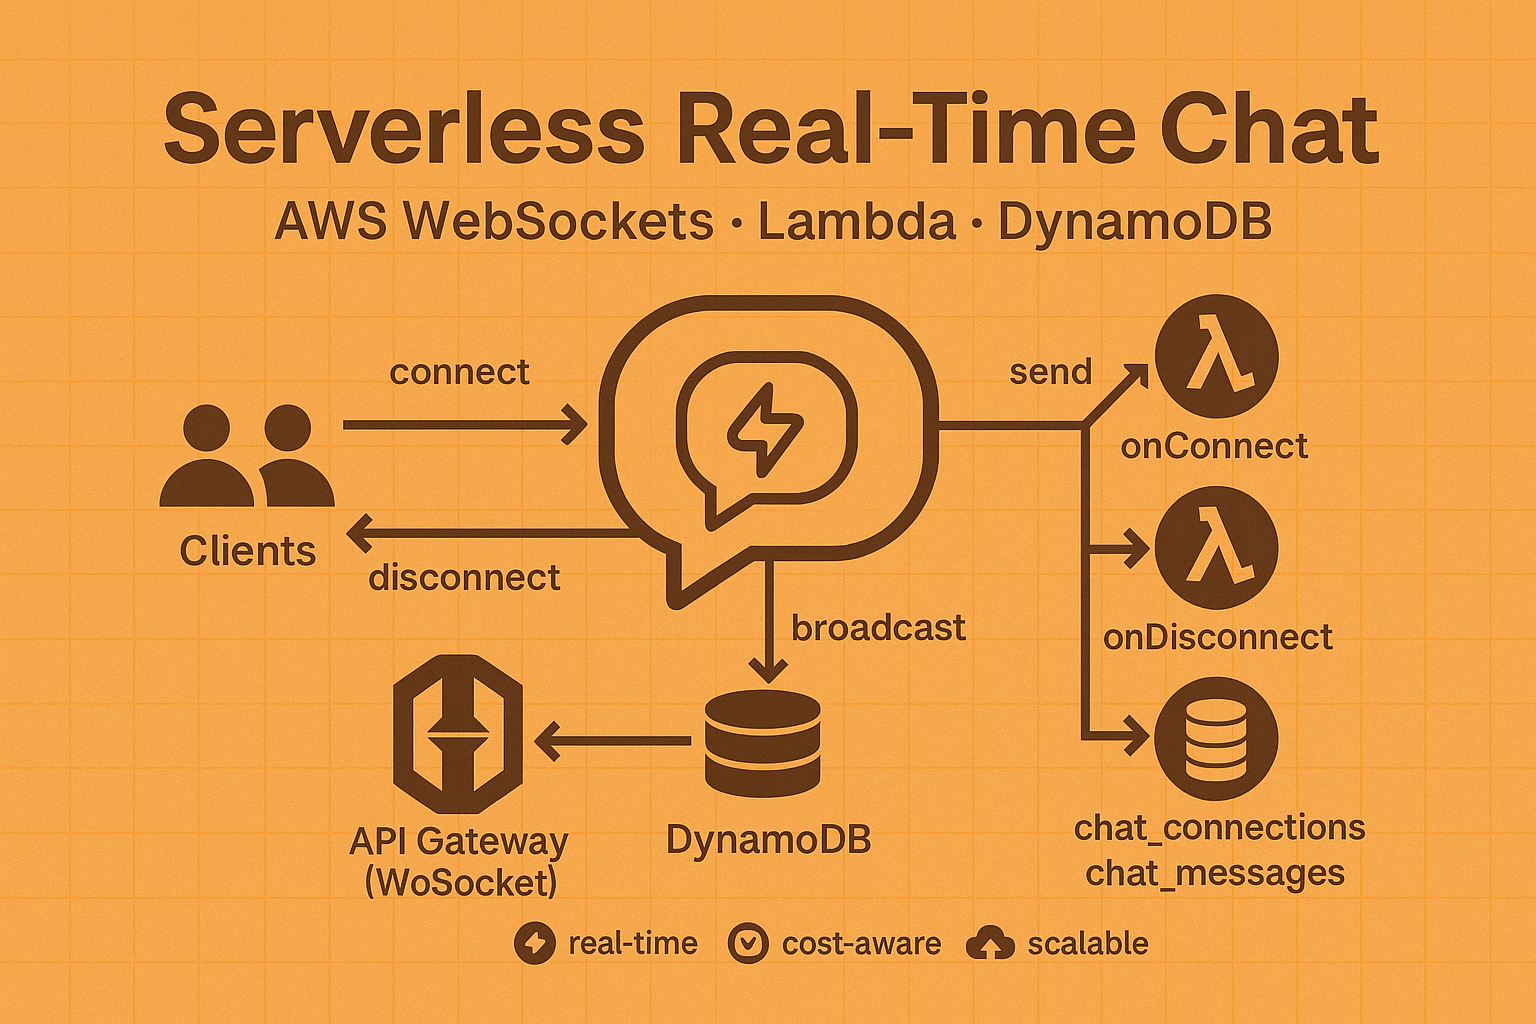 Serverless Real-Time Chat
AWS WebSockets · Lambda · DynamoDB
connect
send
onConnect
Clients
disconnect
broadcast
onDisconnect
API Gateway
(WoSocket)
DynamoDB
chat_connections
chat_messages
real-time
cost-aware
scalable